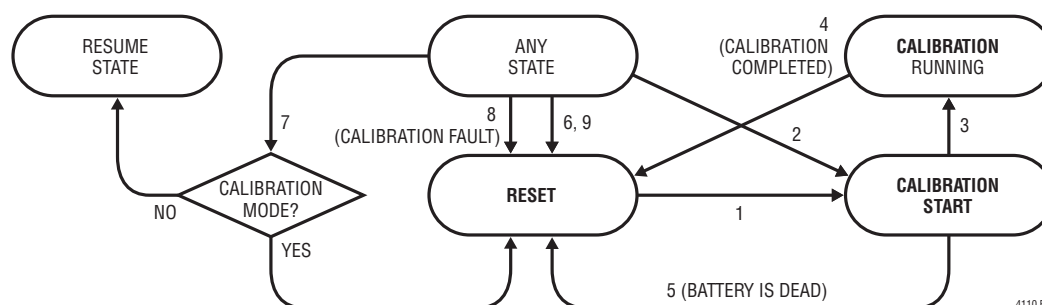 RESUME
STATE
ANY
STATE
4
(CALIBRATION
COMPLETED)
CALIBRATION
RUNNING
7
8
(CALIBRATION FAULT)
6, 9
2
3
CALIBRATION
MODE?
NO
YES
RESET
1
CALIBRATION
START
5 (BATTERY IS DEAD)